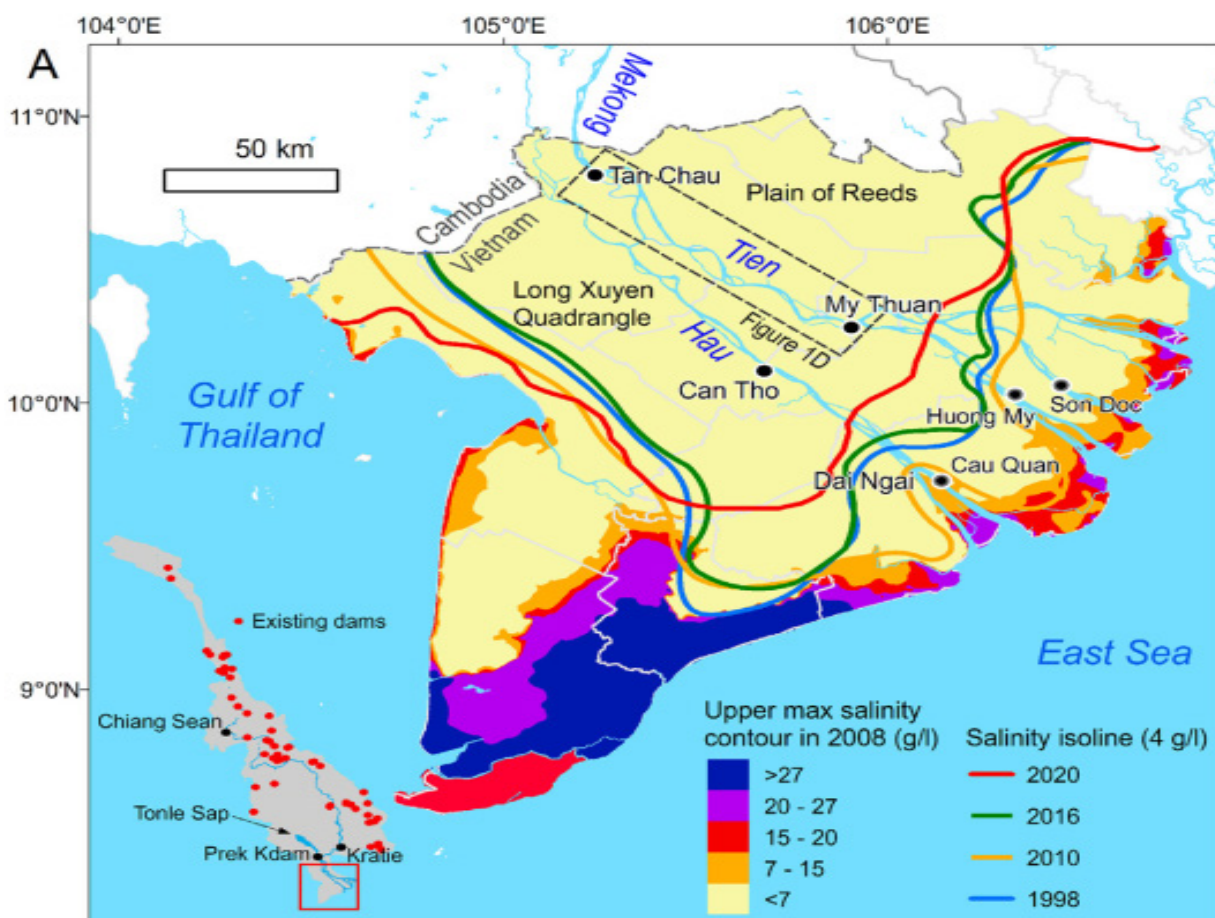 104°0'E
105°0'E
106°0'E
A
11°0'N
10°0'N
9°0'N
50 km
Mekong
Tan Chau
Plain of Reeds
Cambodia
Vietnam
Tien
Long Xuyen
Quadrangle
My Thuan
Hau
Figure 1D
Can Tho
Gulf of
Thailand
Huong My
Son Doc
Dai Ngai
Cau Quan
East Sea
Existing dams
Chiang Sean
Tonle Sap
Prek Kdam
Kratie
Upper max salinity
contour in 2008 (g/l)
>27
20 - 27
15 - 20
7 - 15
<7
Salinity isoline (4 g/l)
2020
2016
2010
1998